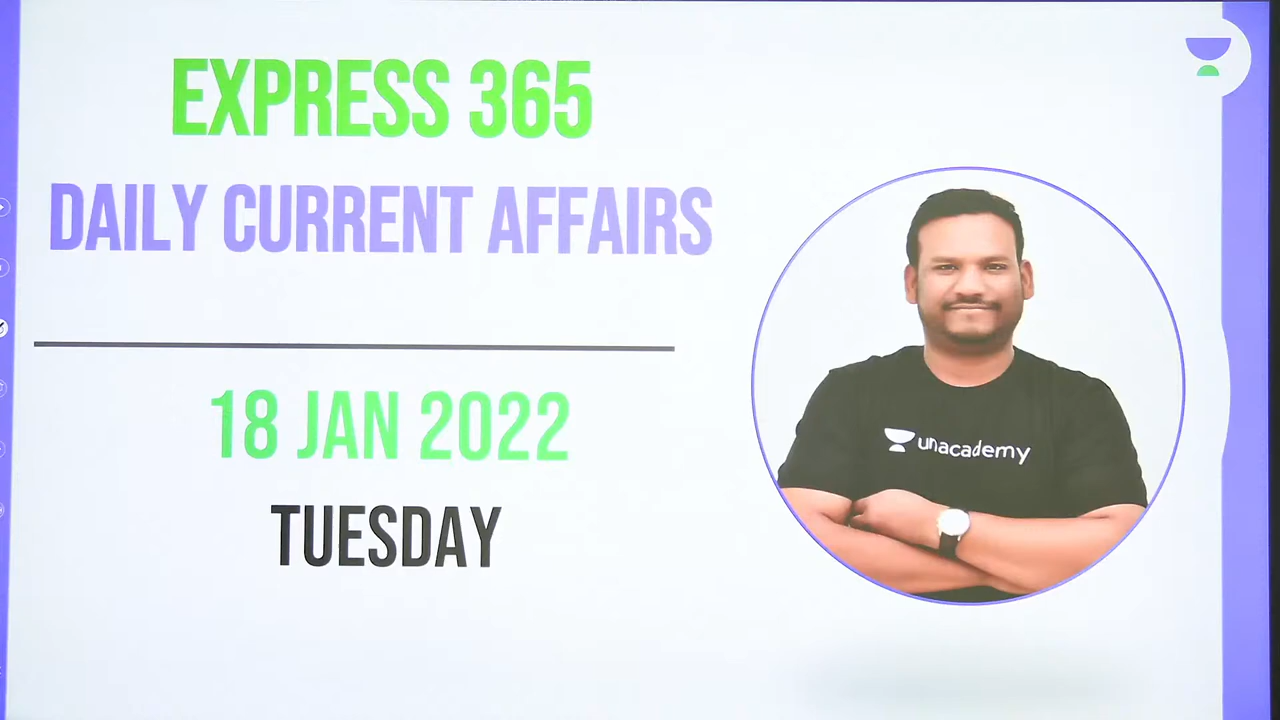 EXPRESS 365
DAILY CURRENT AFFAIRS
18 JAN 2022
TUESDAY
unacademy